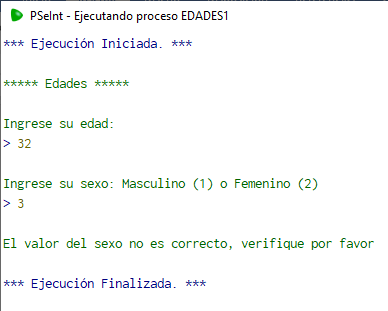 PSeInt - Ejecutando proceso EDADES1
*** Ejecución Iniciada. ***
***** Edades *****
Ingrese su edad:
> 32
Ingrese su sexo: Masculino (1) o Femenino (2)
> 3
El valor del sexo no es correcto, verifique por favor
*** Ejecución Finalizada. ***